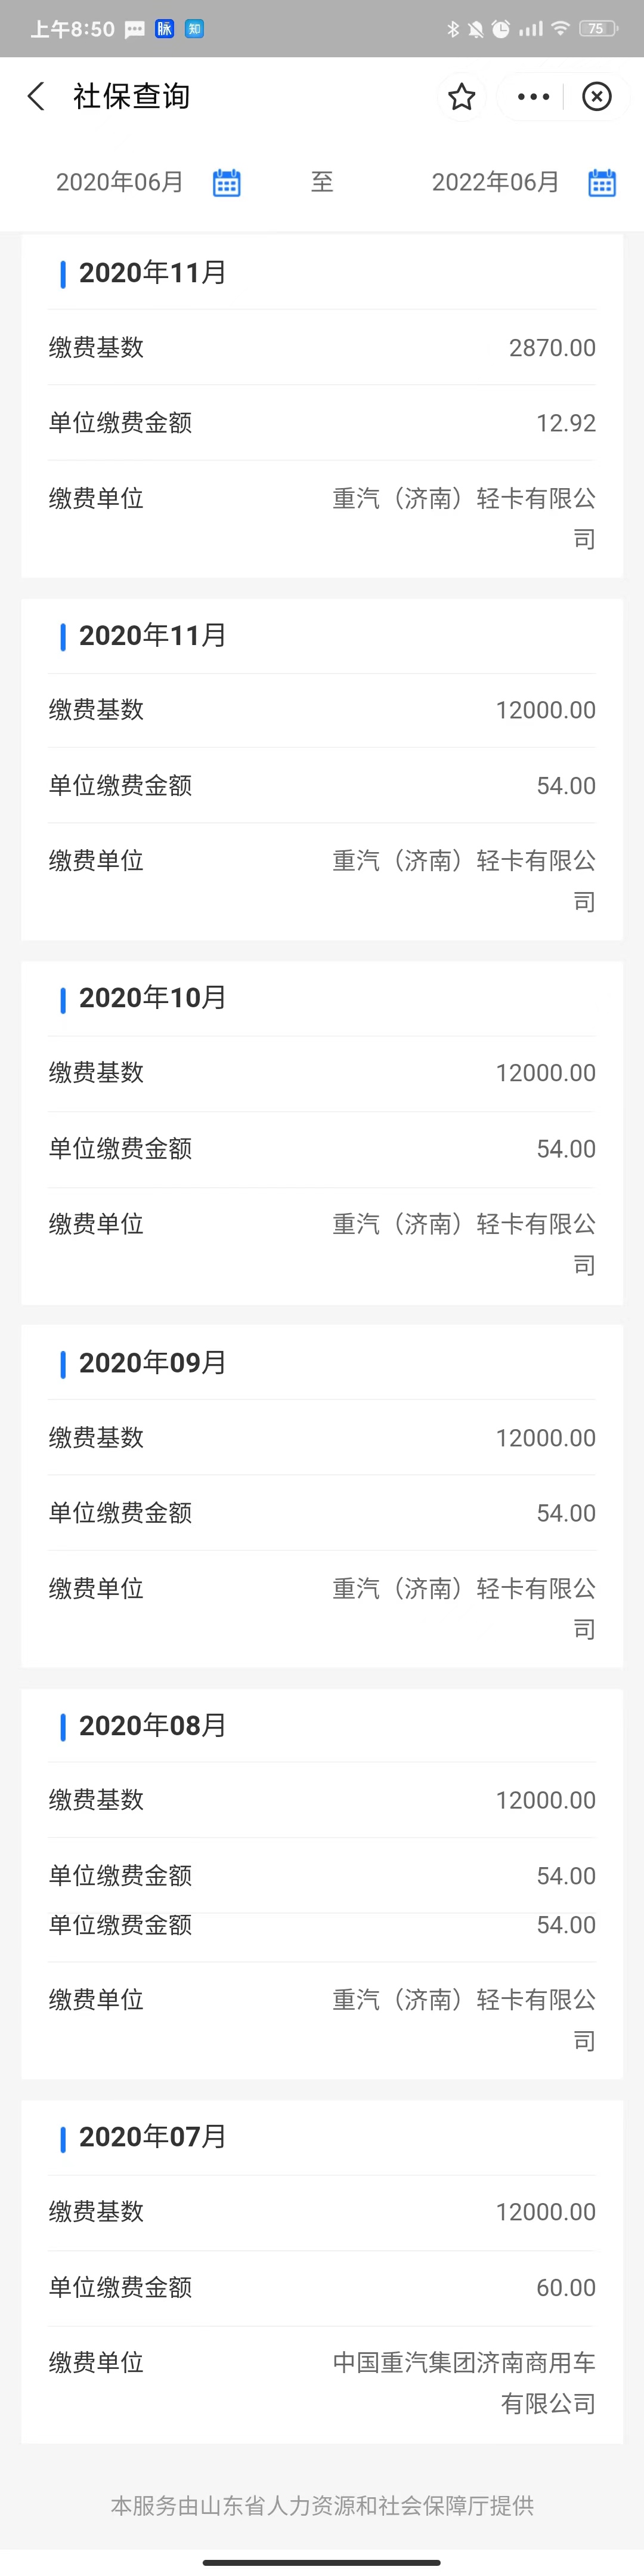 上午8:50 脉 知 75
社保查询
2020年06月 至 2022年06月
2020年11月
缴费基数 2870.00
单位缴费金额 12.92
缴费单位 重汽（济南）轻卡有限公
司
2020年11月
缴费基数 12000.00
单位缴费金额 54.00
缴费单位 重汽（济南）轻卡有限公
司
2020年10月
缴费基数 12000.00
单位缴费金额 54.00
缴费单位 重汽（济南）轻卡有限公
司
2020年09月
缴费基数 12000.00
单位缴费金额 54.00
缴费单位 重汽（济南）轻卡有限公
司
2020年08月
缴费基数 12000.00
单位缴费金额 54.00
单位缴费金额 54.00
缴费单位 重汽（济南）轻卡有限公
司
2020年07月
缴费基数 12000.00
单位缴费金额 60.00
缴费单位 中国重汽集团济南商用车
有限公司
本服务由山东省人力资源和社会保障厅提供